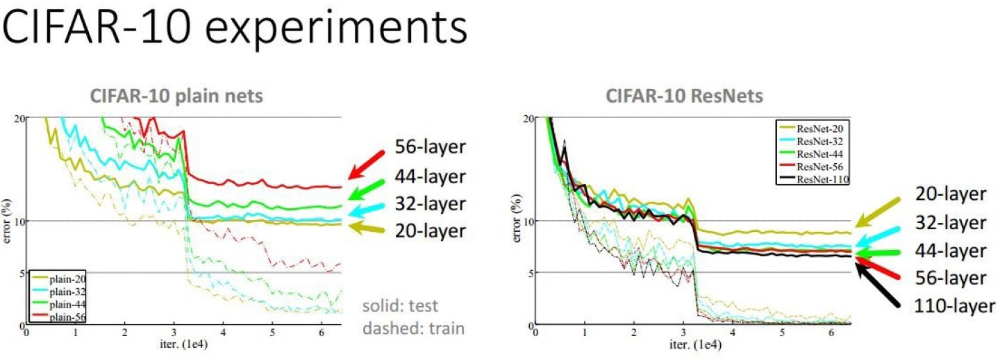 CIFAR-10 experiments
CIFAR-10 plain nets
20
10
5
0
error (%)
0 1 2 3 4 5 6
iter. (1e4)
plain-20
plain-32
plain-44
plain-56
56-layer
44-layer
32-layer
20-layer
solid: test
dashed: train
CIFAR-10 ResNets
20
10
5
0
error (%)
0 1 2 3 4 5 6
iter. (1e4)
ResNet-20
ResNet-32
ResNet-44
ResNet-56
ResNet-110
20-layer
32-layer
44-layer
56-layer
110-layer